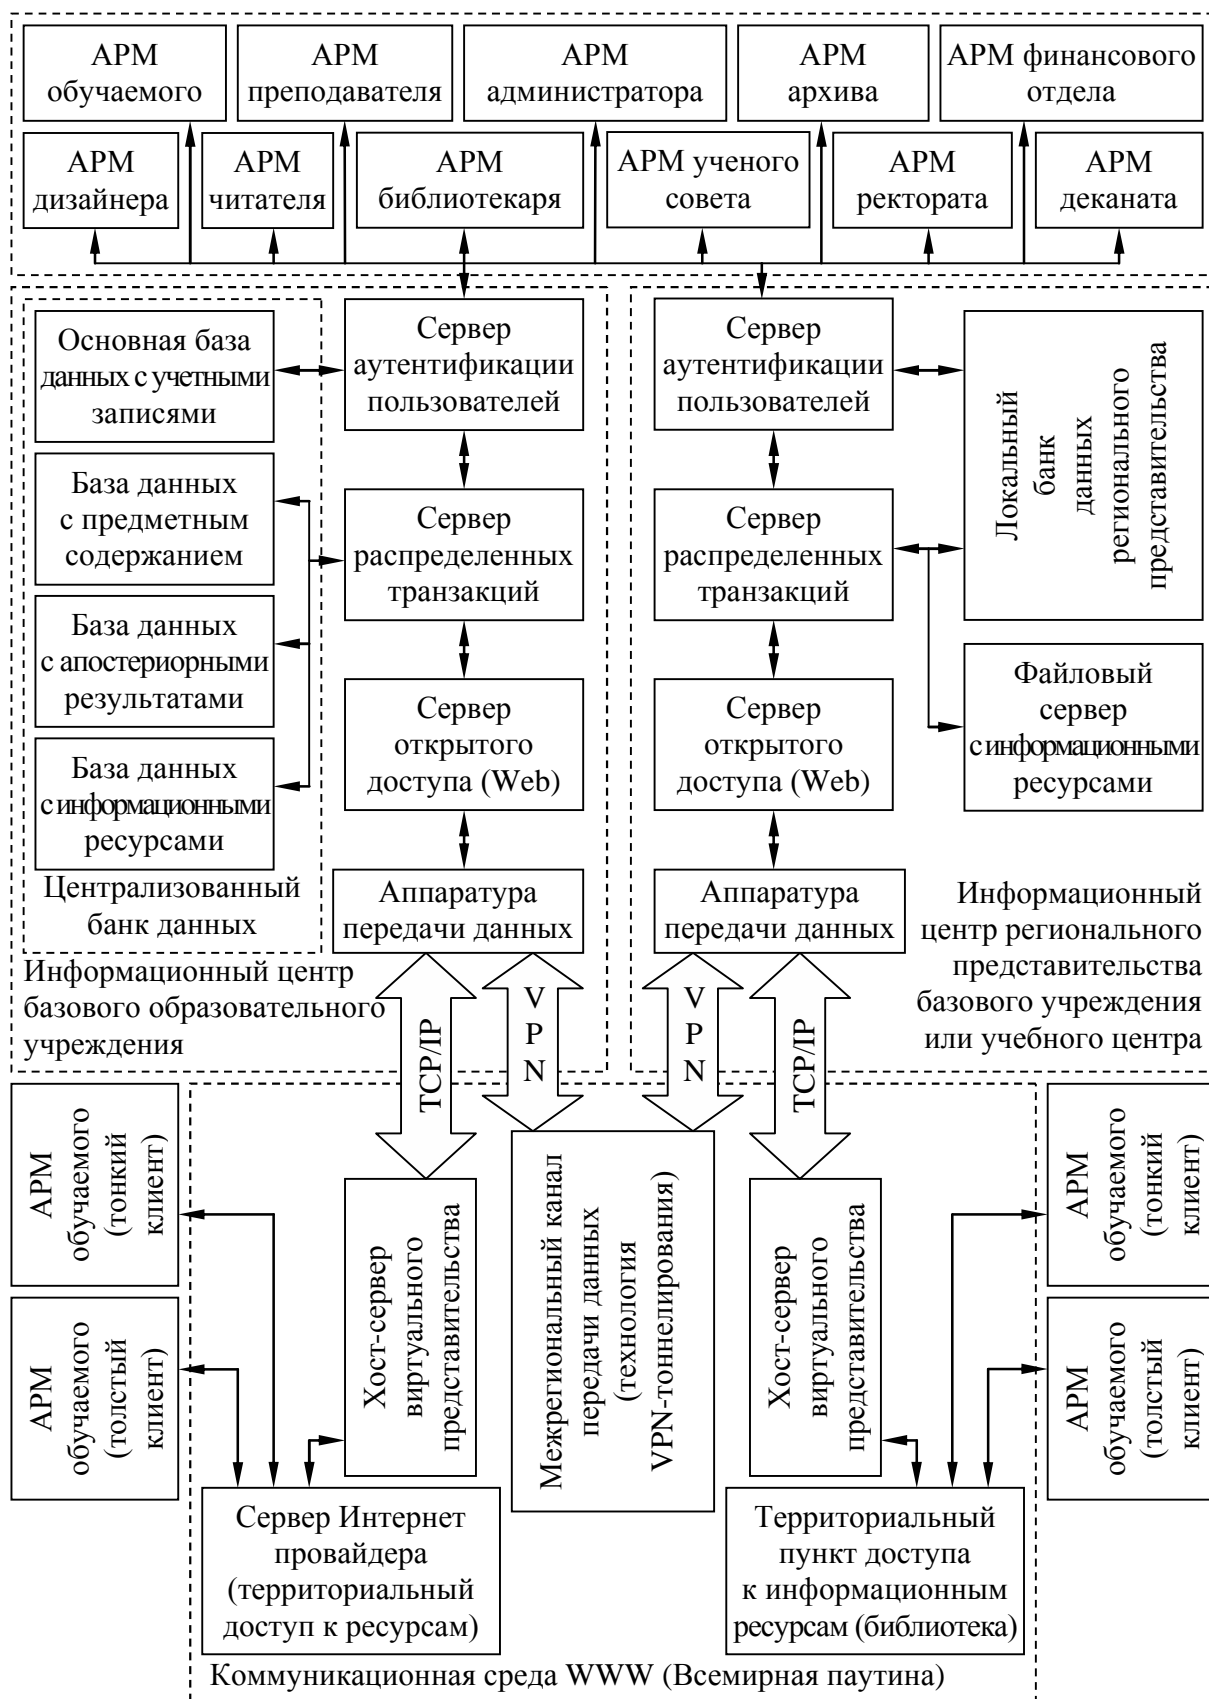 АРМ
обучаемого
АРМ
преподавателя
АРМ
администратора
АРМ
архива
АРМ финансового
отдела
АРМ
дизайнера
АРМ
читателя
АРМ
библиотекаря
АРМ ученого
совета
АРМ
ректората
АРМ
деканата
Основная база
данных с учетными
записями
Сервер
аутентификации
пользователей
База данных
с предметным
содержанием
Сервер
распределенных
транзакций
База данных
с апостериорными
результатами
Сервер
открытого
доступа (Web)
База данных
с информационными
ресурсами
Централизованный
банк данных
Аппаратура
передачи данных
Информационный центр
базового образовательного
учреждения
TCP/IP
V
P
N
Сервер
аутентификации
пользователей
Локальный
банк
данных
регионального
представительства
Сервер
распределенных
транзакций
Сервер
открытого
доступа (Web)
Файловый
сервер
с информационными
ресурсами
Аппаратура
передачи данных
Информационный
центр регионального
представительства
базового учреждения
или учебного центра
V
P
N
TCP/IP
АРМ
обучаемого
(тонкий
клиент)
АРМ
обучаемого
(толстый
клиент)
Хост-сервер
виртуального
представительства
Межрегиональный канал
передачи данных
(технология
VPN-тоннелирования)
Хост-сервер
виртуального
представительства
АРМ
обучаемого
(тонкий
клиент)
АРМ
обучаемого
(толстый
клиент)
Сервер Интернет
провайдера
(территориальный
доступ к ресурсам)
Территориальный
пункт доступа
к информационным
ресурсам (библиотека)
Коммуникационная среда WWW (Всемирная паутина)